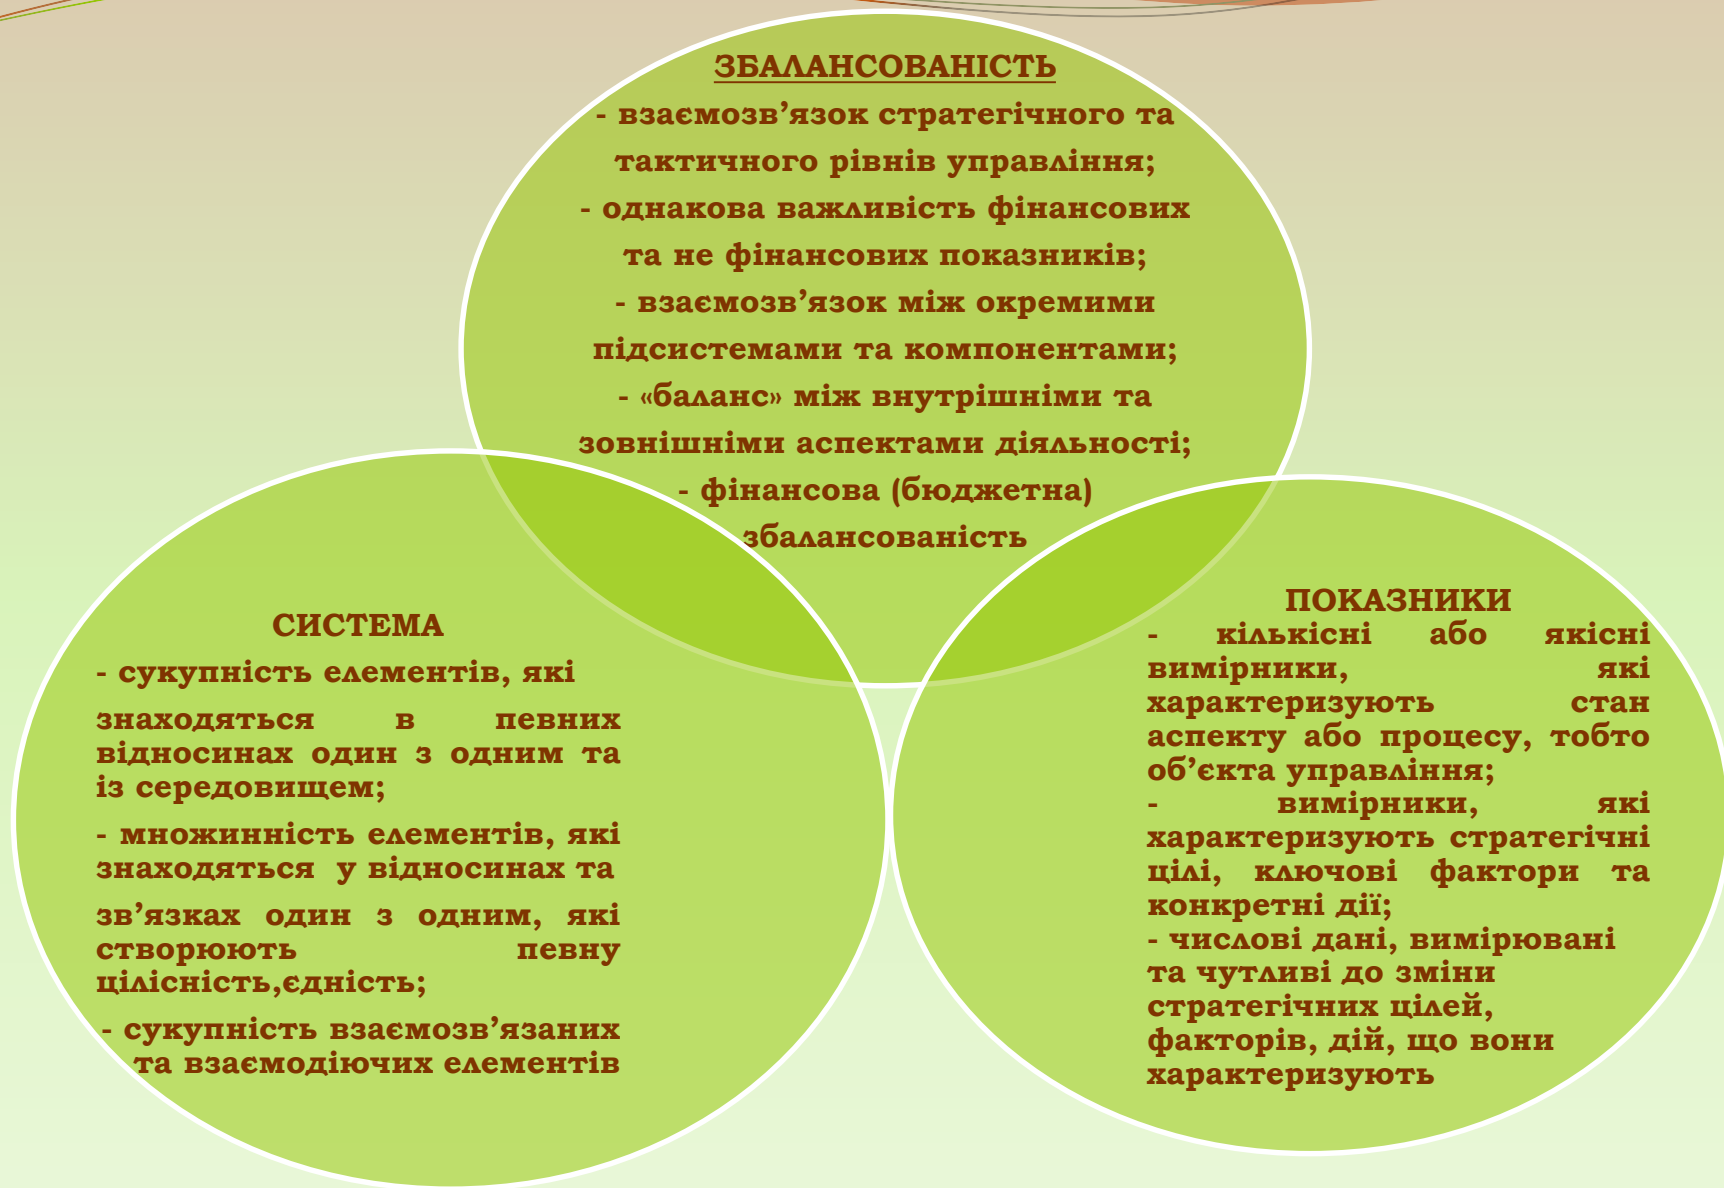 ЗБАЛАНСОВАНІСТЬ
- взаємозв’язок стратегічного та
тактичного рівнів управління;
- однакова важливість фінансових
та не фінансових показників;
- взаємозв’язок між окремими
підсистемами та компонентами;
- «баланс» між внутрішніми та
зовнішніми аспектами діяльності;
- фінансова (бюджетна)
збалансованість
СИСТЕМА
- сукупність елементів, які
знаходяться в певних
відносинах один з одним та
із середовищем;
- множинність елементів, які
знаходяться у відносинах та
зв’язках один з одним, які
створюють певну
цілісність,єдність;
- сукупність взаємозв’язаних
та взаємодіючих елементів
ПОКАЗНИКИ
- кількісні або якісні
вимірники, які
характеризують стан
аспекту або процесу, тобто
об’єкта управління;
- вимірники, які
характеризують стратегічні
цілі, ключові фактори та
конкретні дії;
- числові дані, вимірювані
та чутливі до зміни
стратегічних цілей,
факторів, дій, що вони
характеризують